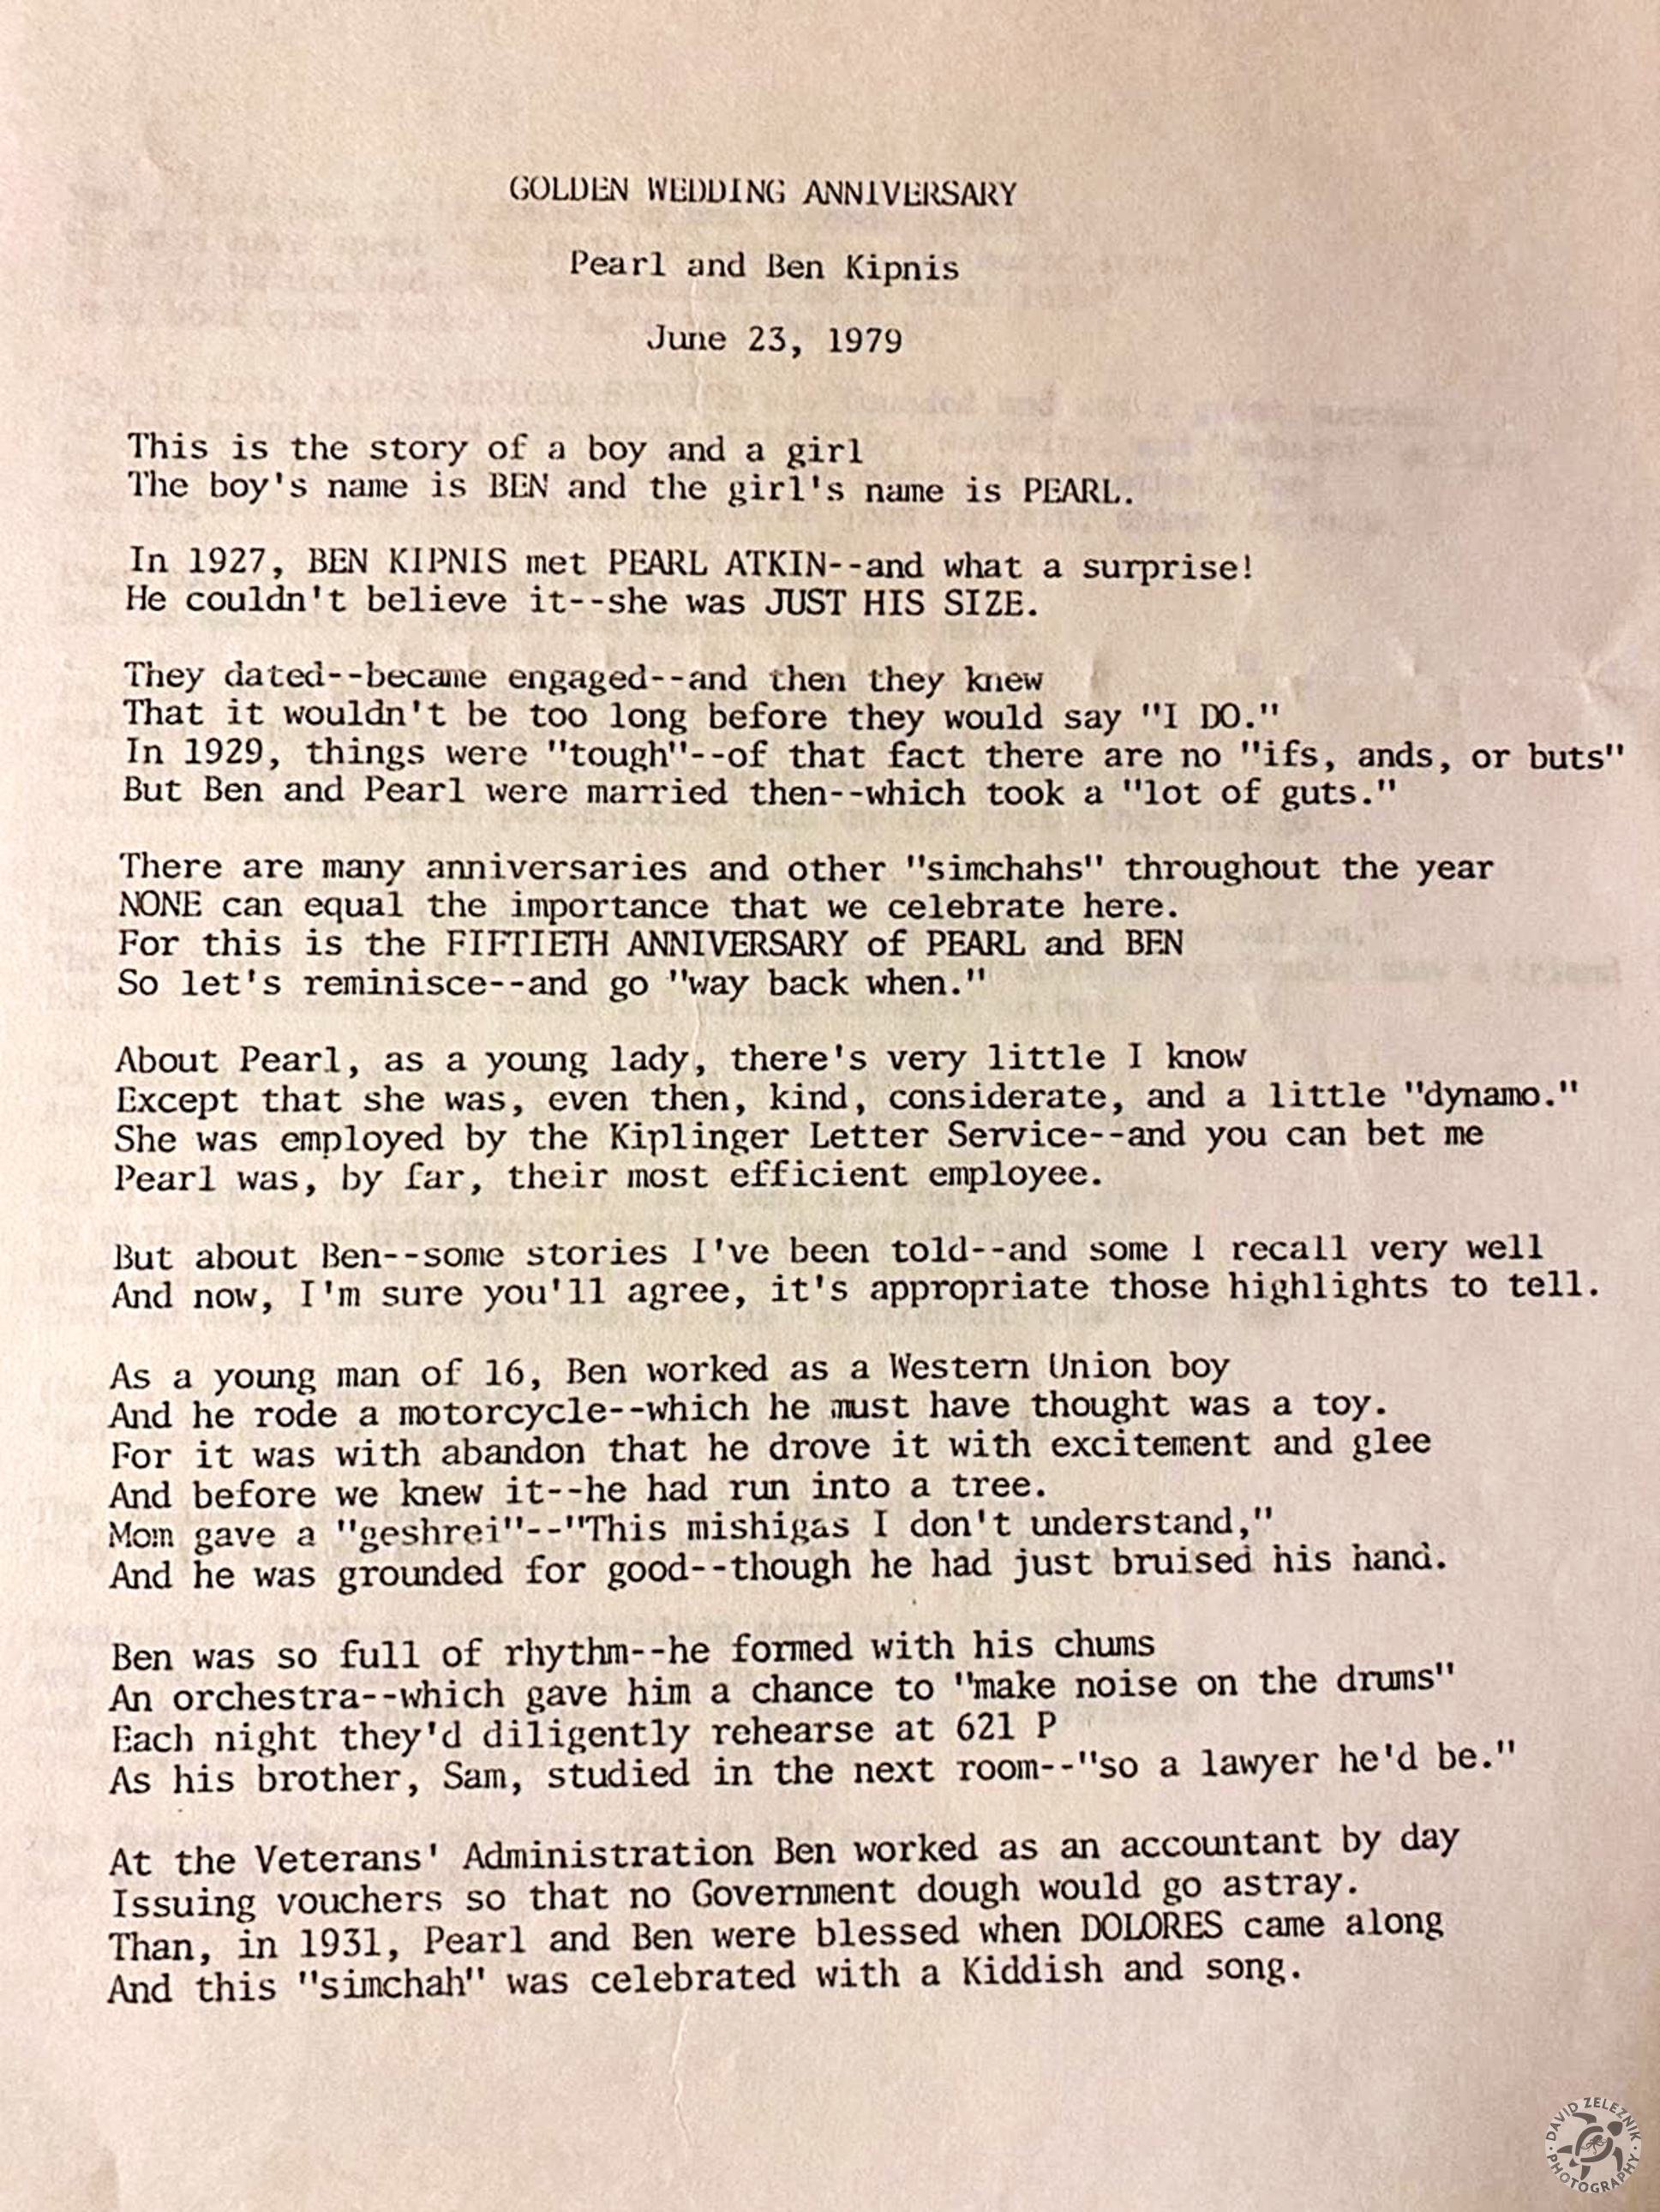 GOLDEN WEDDING ANNIVERSARY
Pearl and Ben Kipnis
June 23, 1979
This is the story of a boy and a girl
The boy's name is BEN and the girl's name is PEARL.
In 1927, BEN KIPNIS met PEARL ATKIN--and what a surprise!
He couldn't believe it--she was JUST HIS SIZE.
They dated--became engaged--and then they knew
That it wouldn't be too long before they would say "I DO."
In 1929, things were "tough"--of that fact there are no "ifs, ands, or buts"
But Ben and Pearl were married then--which took a "lot of guts."
There are many anniversaries and other "simchahs" throughout the year
NONE can equal the importance that we celebrate here.
For this is the FIFTIETH ANNIVERSARY of PEARL and BEN
So let's reminisce--and go "way back when."
About Pearl, as a young lady, there's very little I know
Except that she was, even then, kind, considerate, and a little "dynamo."
She was employed by the Kiplinger Letter Service--and you can bet me
Pearl was, by far, their most efficient employee.
But about Ben--some stories I've been told--and some I recall very well
And now, I'm sure you'll agree, it's appropriate those highlights to tell.
As a young man of 16, Ben worked as a Western Union boy
And he rode a motorcycle--which he must have thought was a toy.
For it was with abandon that he drove it with excitement and glee
And before we knew it--he had run into a tree.
Mom gave a "geshrei"--"This mishigas I don't understand,"
And he was grounded for good--though he had just bruised his hand.
Ben was so full of rhythm--he formed with his chums
An orchestra--which gave him a chance to "make noise on the drums"
Each night they'd diligently rehearse at 621 P
As his brother, Sam, studied in the next room--"so a lawyer he'd be."
At the Veterans' Administration Ben worked as an accountant by day
Issuing vouchers so that no Government dough would go astray.
Than, in 1931, Pearl and Ben were blessed when DOLORES came along
And this "simchah" was celebrated with a Kiddish and song.
DAVID ZELEZNIK
PHOTOGRAPHY